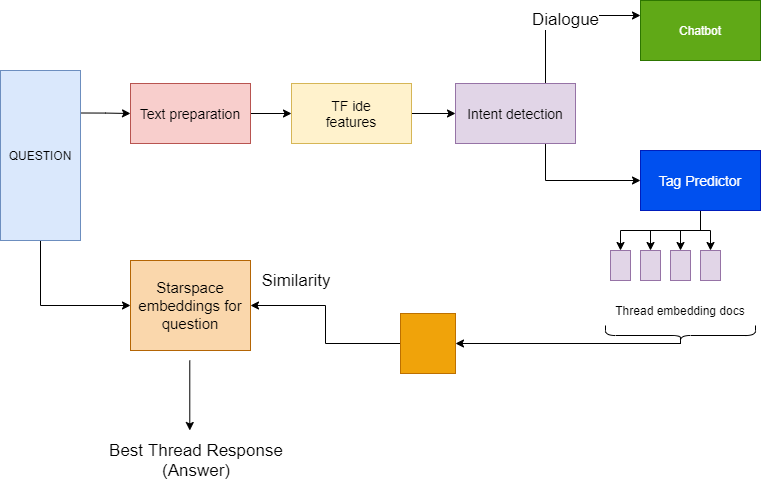 Dialogue
Chatbot
QUESTION
Text preparation
TF ide
features
Intent detection
Tag Predictor
Starspace
embeddings for
question
Similarity
Thread embedding docs
Best Thread Response
(Answer)